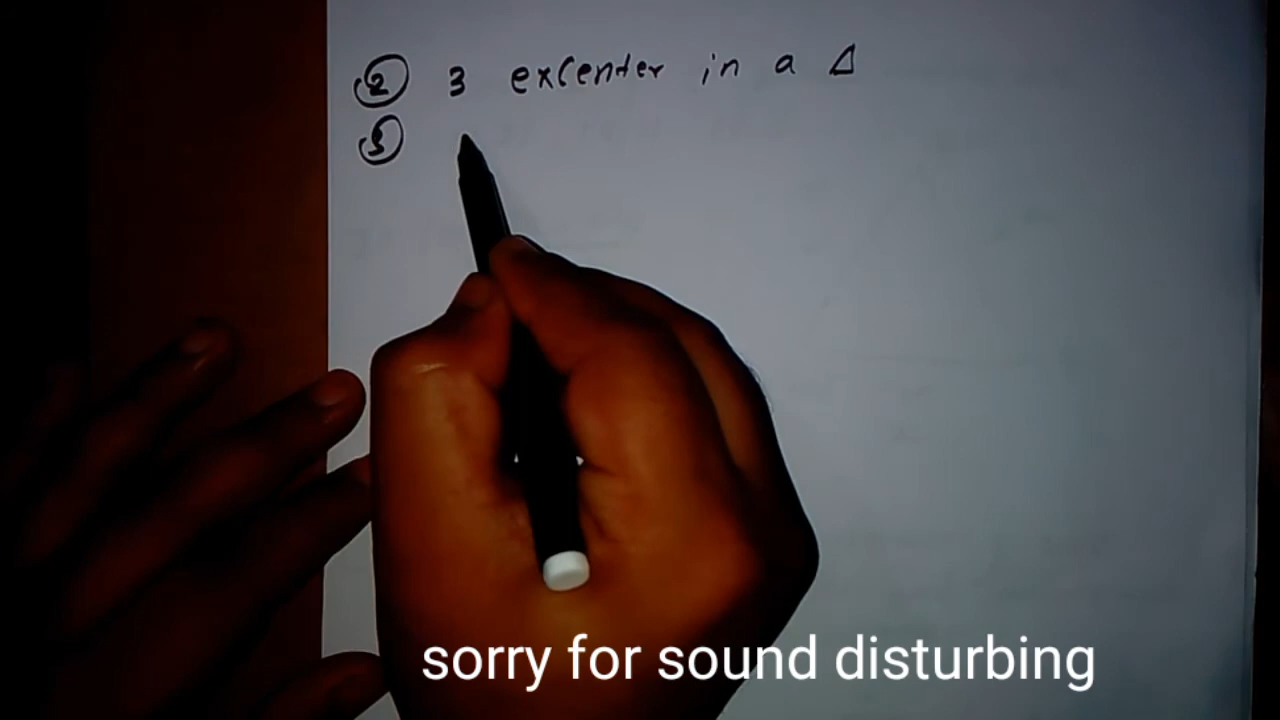 ② 3 excenter in a Δ
③
sorry for sound disturbing